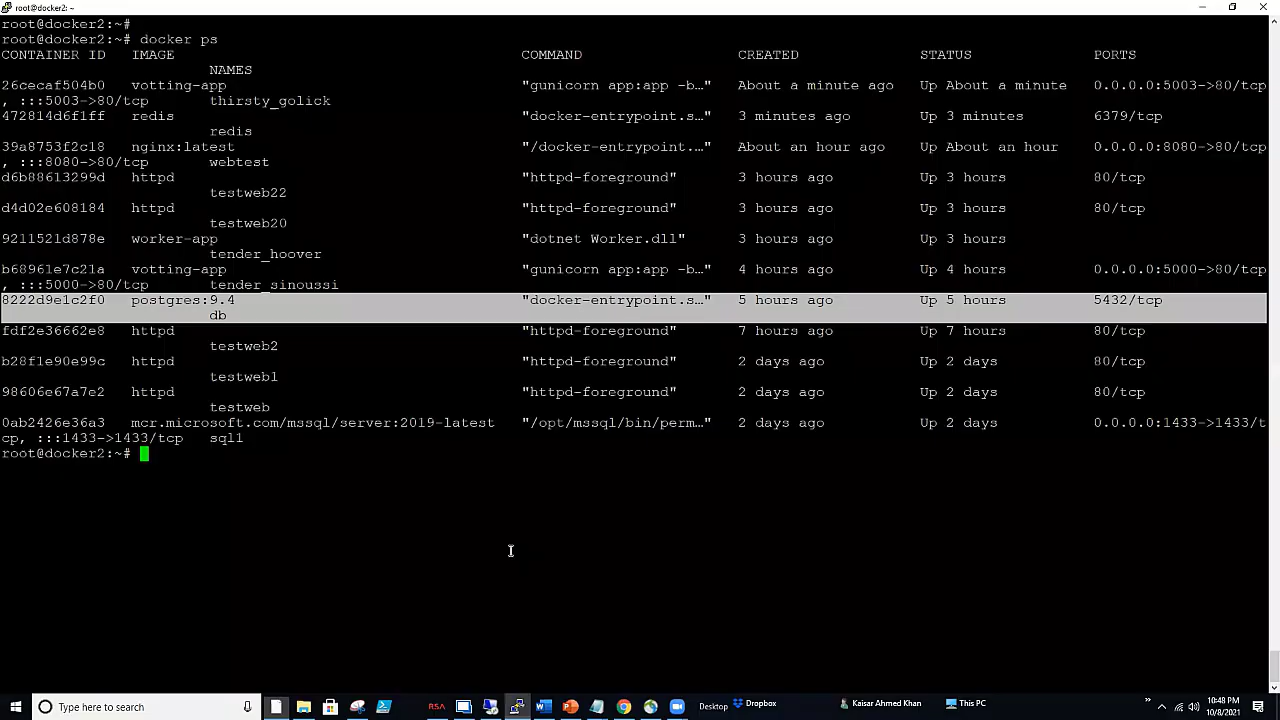 root@docker2:~
root@docker2:~#
root@docker2:~# docker ps
CONTAINER ID IMAGE COMMAND CREATED STATUS PORTS
NAMES
26cecaf504b0 votting-app "gunicorn app:app -b…" About a minute ago Up About a minute 0.0.0.0:5003->80/tcp
, :::5003->80/tcp thirsty_golick
472814d6f1ff redis "docker-entrypoint.s…" 3 minutes ago Up 3 minutes 6379/tcp
redis
39a8753f2c18 nginx:latest "/docker-entrypoint.…" About an hour ago Up About an hour 0.0.0.0:8080->80/tcp
, :::8080->80/tcp webtest
d6b88613299d httpd "httpd-foreground" 3 hours ago Up 3 hours 80/tcp
testweb22
d4d02e608184 httpd "httpd-foreground" 3 hours ago Up 3 hours 80/tcp
testweb20
9211521d878e worker-app "dotnet Worker.dll" 3 hours ago Up 3 hours
tender_hoover
b68961e7c21a votting-app "gunicorn app:app -b…" 4 hours ago Up 4 hours 0.0.0.0:5000->80/tcp
, :::5000->80/tcp tender_sinoussi
8222d9e1c2f0 postgres:9.4 "docker-entrypoint.s…" 5 hours ago Up 5 hours 5432/tcp
db
fdf2e36662e8 httpd "httpd-foreground" 7 hours ago Up 7 hours 80/tcp
testweb2
b28f1e90e99c httpd "httpd-foreground" 2 days ago Up 2 days 80/tcp
testweb1
98606e67a7e2 httpd "httpd-foreground" 2 days ago Up 2 days 80/tcp
testweb
0ab2426e36a3 mcr.microsoft.com/mssql/server:2019-latest "/opt/mssql/bin/perm…" 2 days ago Up 2 days 0.0.0.0:1433->1433/t
cp, :::1433->1433/tcp sql1
root@docker2:~#
Type here to search
RSA
Desktop
Dropbox
Kaisar Ahmed Khan
This PC
10:48 PM
10/8/2021